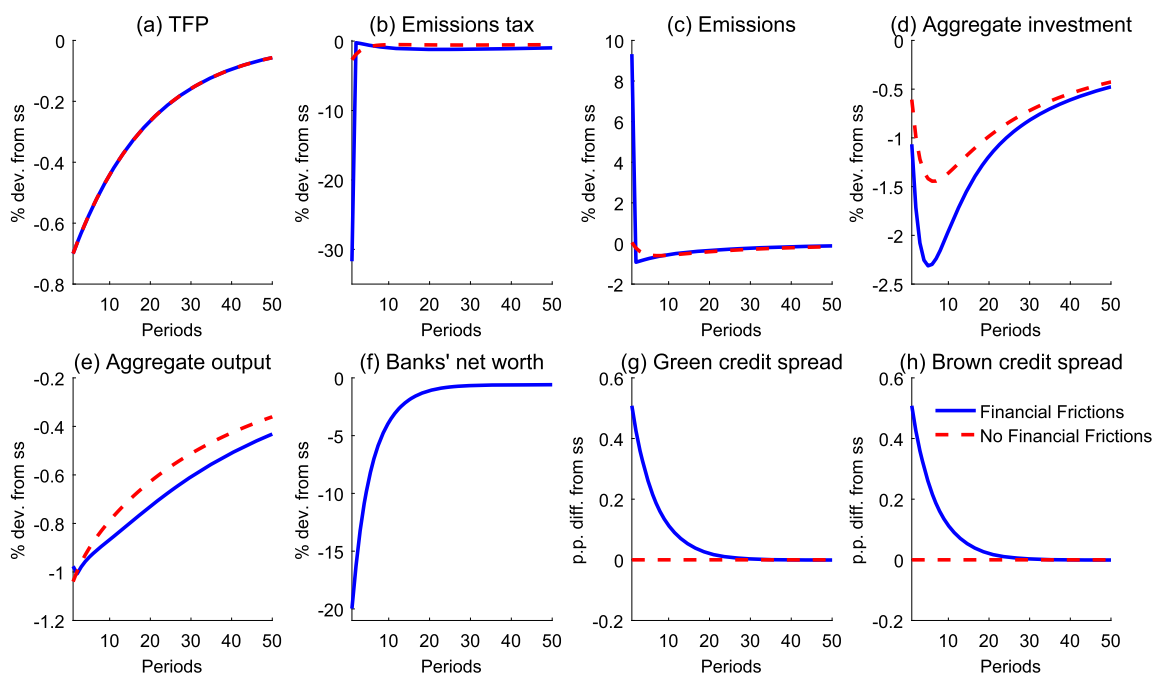 (a) TFP
0
-0.2
-0.4
-0.6
-0.8
% dev. from ss
10 20 30 40 50
Periods
(b) Emissions tax
0
-10
-20
-30
% dev. from ss
10 20 30 40 50
Periods
(c) Emissions
10
8
6
4
2
0
-2
% dev. from ss
10 20 30 40 50
Periods
(d) Aggregate investment
0
-0.5
-1
-1.5
-2
-2.5
% dev. from ss
10 20 30 40 50
Periods
(e) Aggregate output
-0.2
-0.4
-0.6
-0.8
-1
-1.2
% dev. from ss
10 20 30 40 50
Periods
(f) Banks' net worth
0
-5
-10
-15
-20
% dev. from ss
10 20 30 40 50
Periods
(g) Green credit spread
0.6
0.4
0.2
0
-0.2
p.p. diff. from ss
10 20 30 40 50
Periods
(h) Brown credit spread
0.6
0.4
0.2
0
-0.2
p.p. diff. from ss
10 20 30 40 50
Periods
Financial Frictions
No Financial Frictions